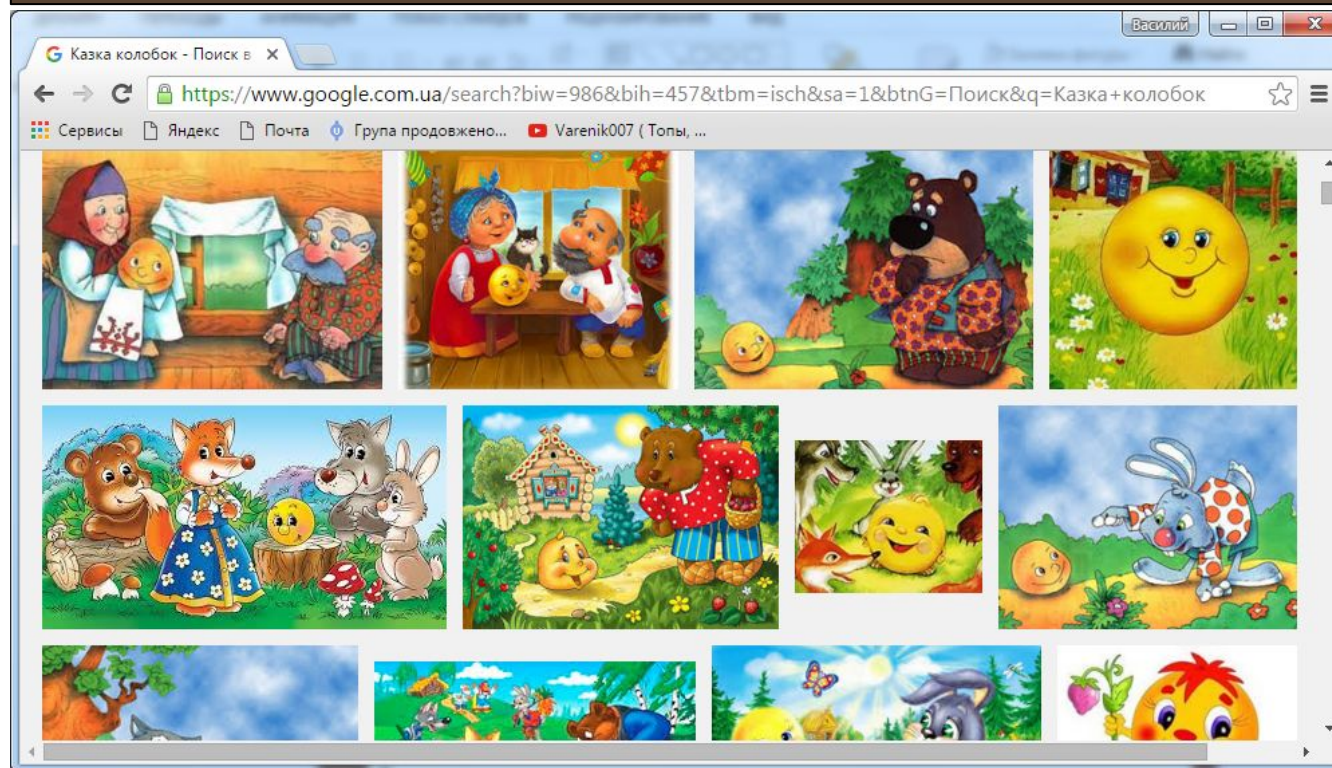 Василий
Казка колобок - Поиск в
https://www.google.com.ua/search?biw=986&bih=457&tbm=isch&sa=1&btnG=Поиск&q=Казка+колобок
Сервисы Яндекс Почта Група продовжено... Varenik007 ( Топы, ...